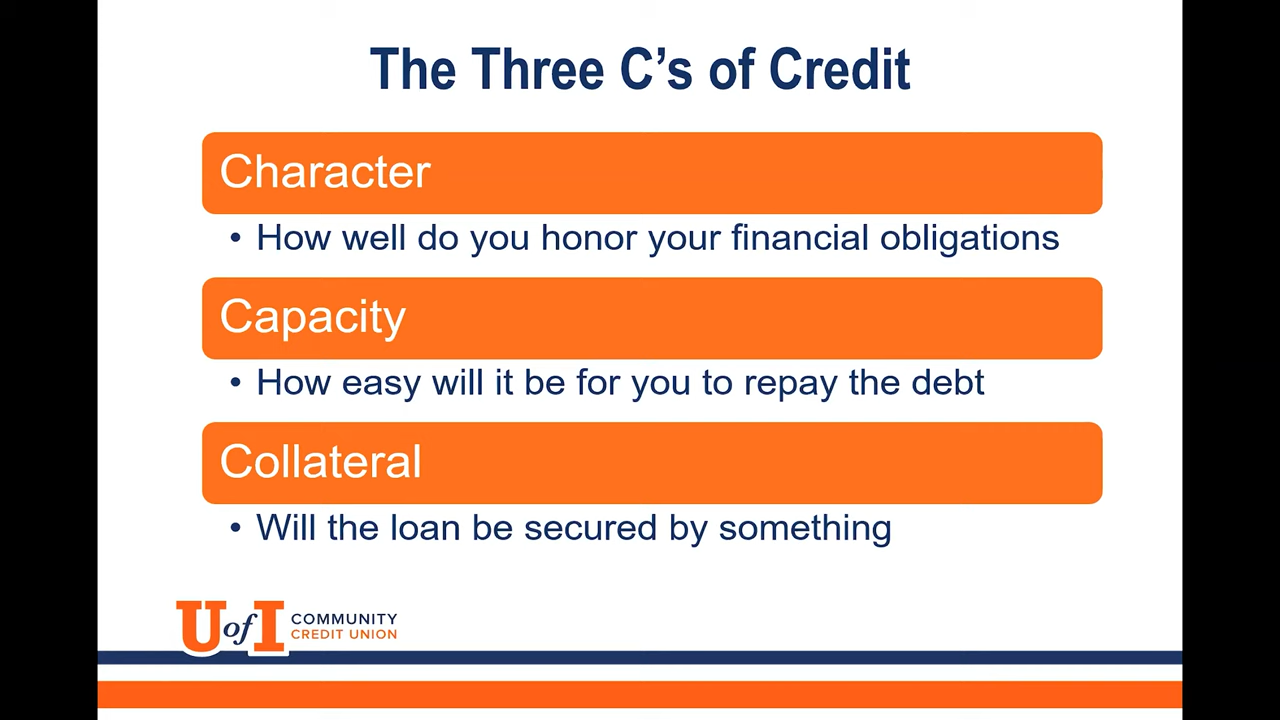 The Three C’s of Credit
Character
• How well do you honor your financial obligations
Capacity
• How easy will it be for you to repay the debt
Collateral
• Will the loan be secured by something
U of I COMMUNITY
CREDIT UNION